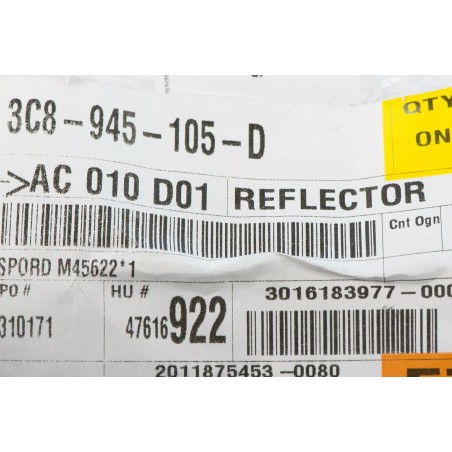 3C8-945-105-D
QTY
ON
->AC 010 D01 REFLECTOR
Cnt Ogn
SPORD M45622*1
PO # HU # 3016183977-000
310171 47616922
2011875453-0080